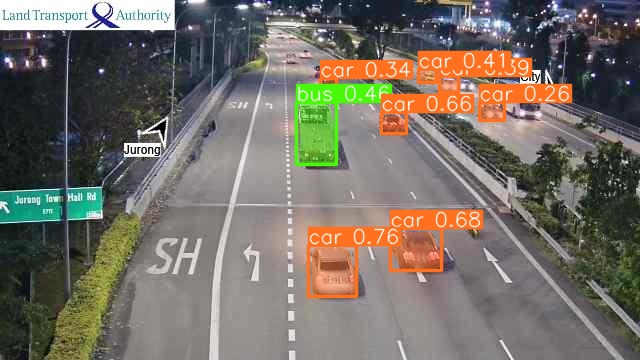 Land Transport Authority
car 0.41
car 0.34
City
bus 0.46
car 0.66
car 0.26
Jurong
Jurong Town Hall Rd
car 0.68
SH
car 0.76